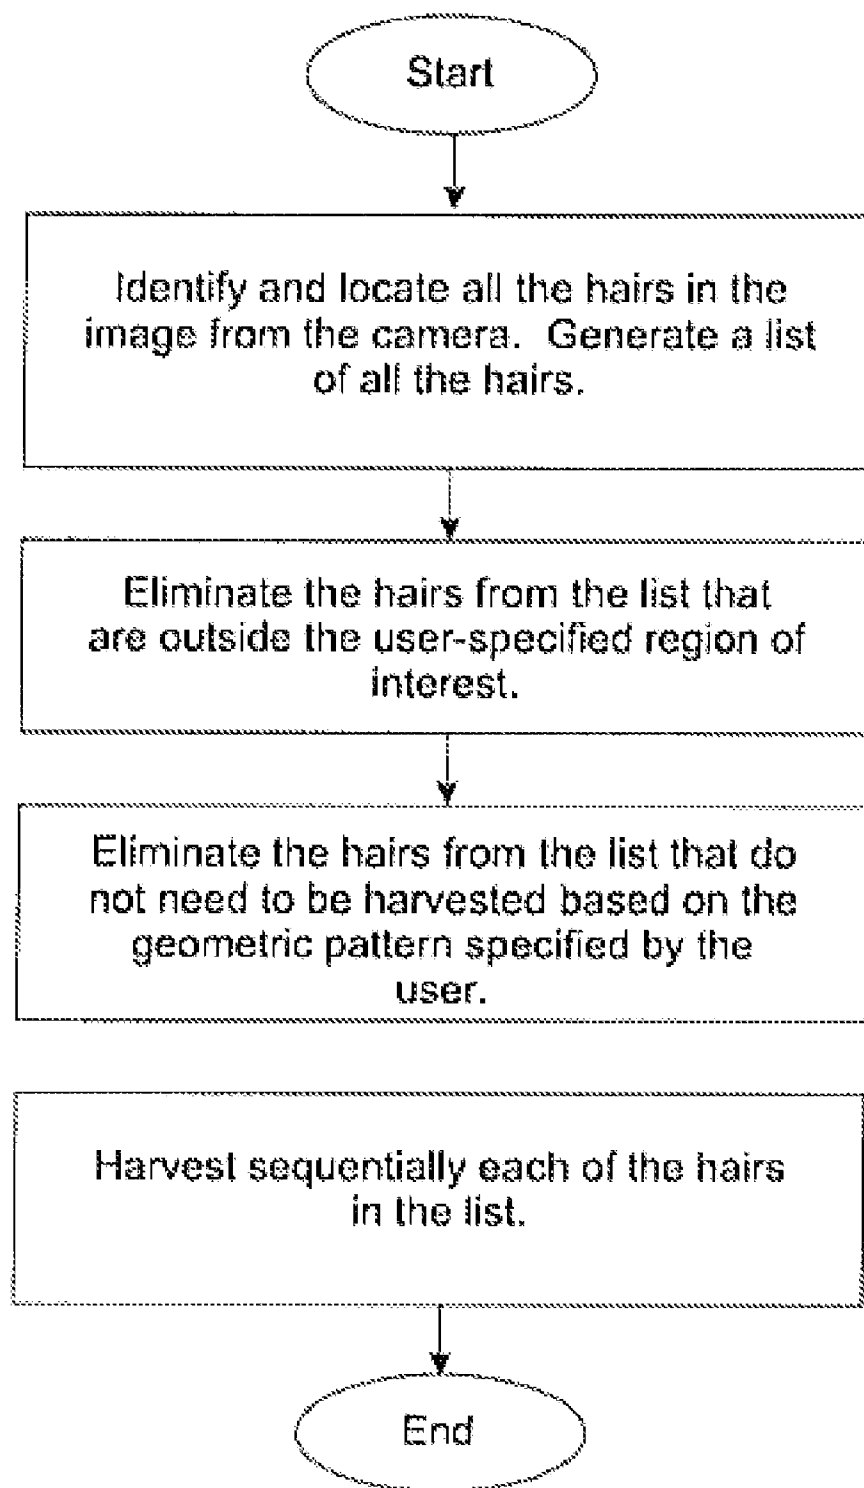 Start
Identify and locate all the hairs in the
image from the camera. Generate a list
of all the hairs.
Eliminate the hairs from the list that
are outside the user-specified region of
interest.
Eliminate the hairs from the list that do
not need to be harvested based on the
geometric pattern specified by the
user.
Harvest sequentially each of the hairs
in the list.
End